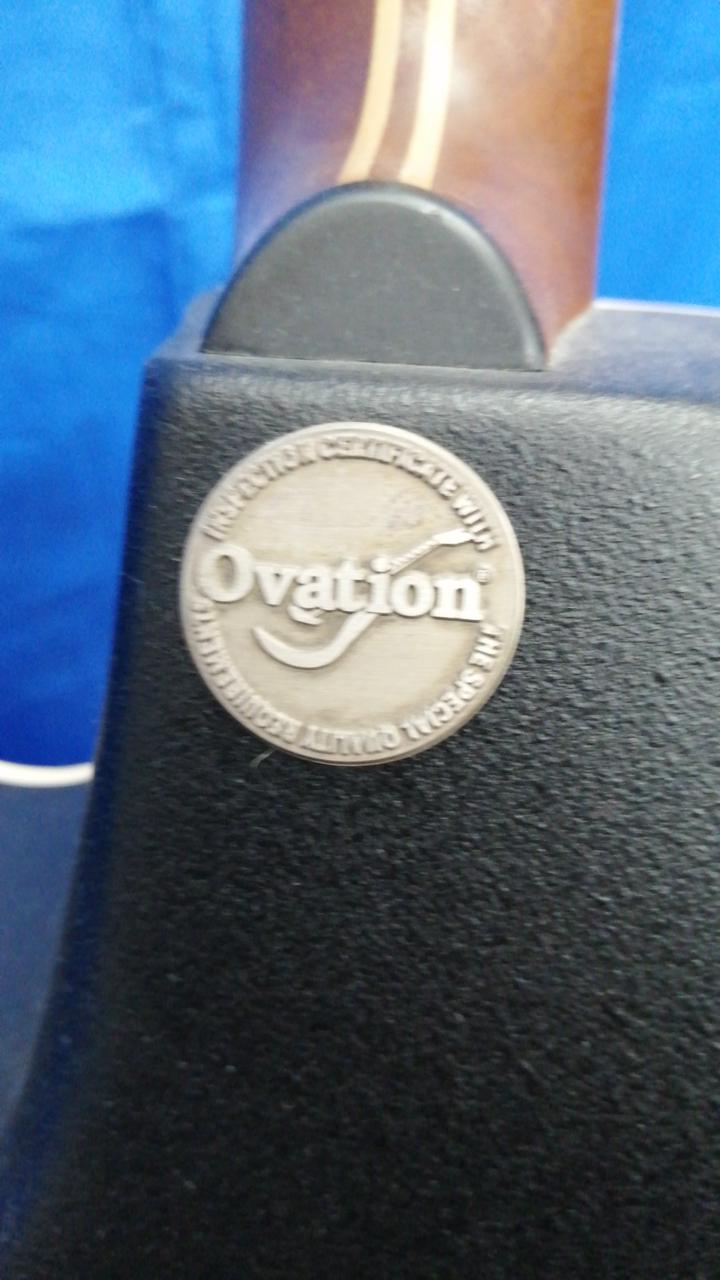 INSPECTION CERTIFICATE WITH
Ovation®
THE SPECIAL QUALITY REQUIREMENTS